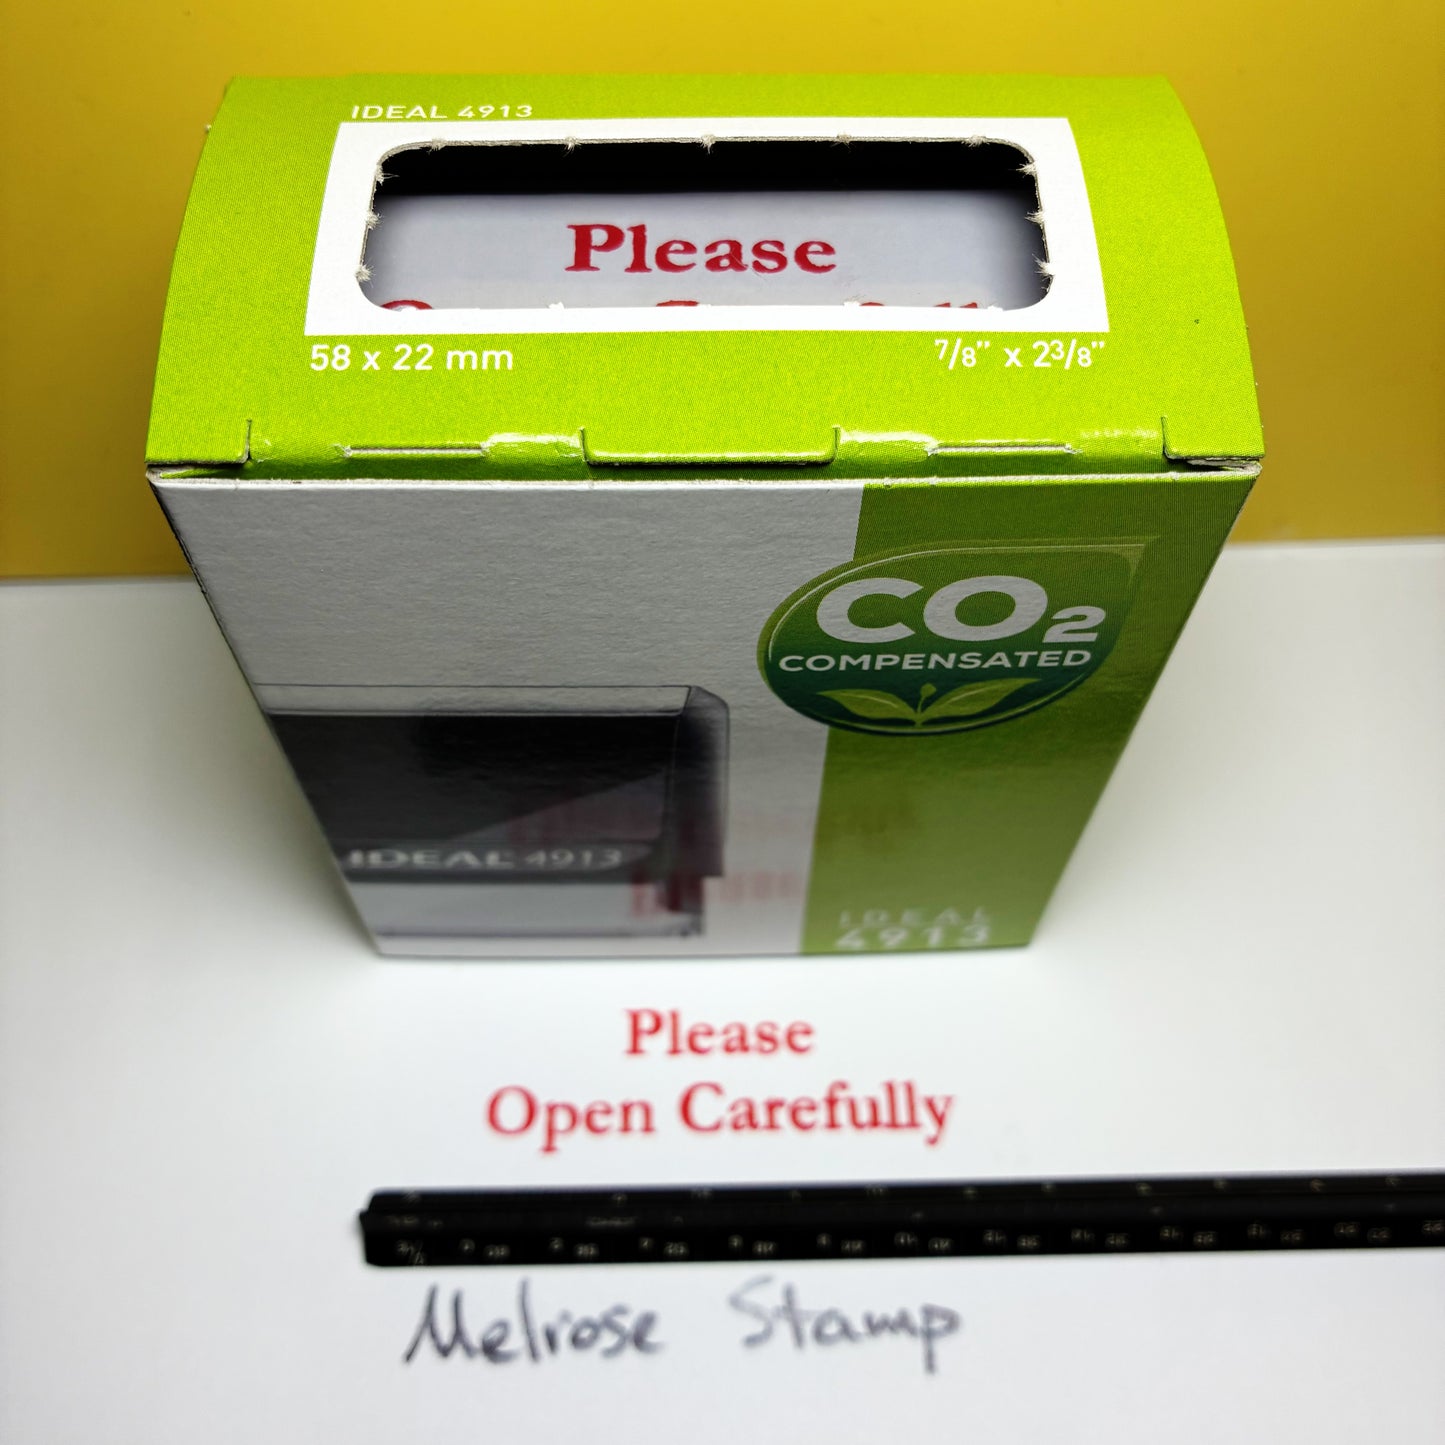 IDEAL 4913
Please
58 x 22 mm
7/8" x 23/8"
CO2
COMPENSATED
IDEAL 4913
IDEAL
4913
Please
Open Carefully
Melrose Stamp